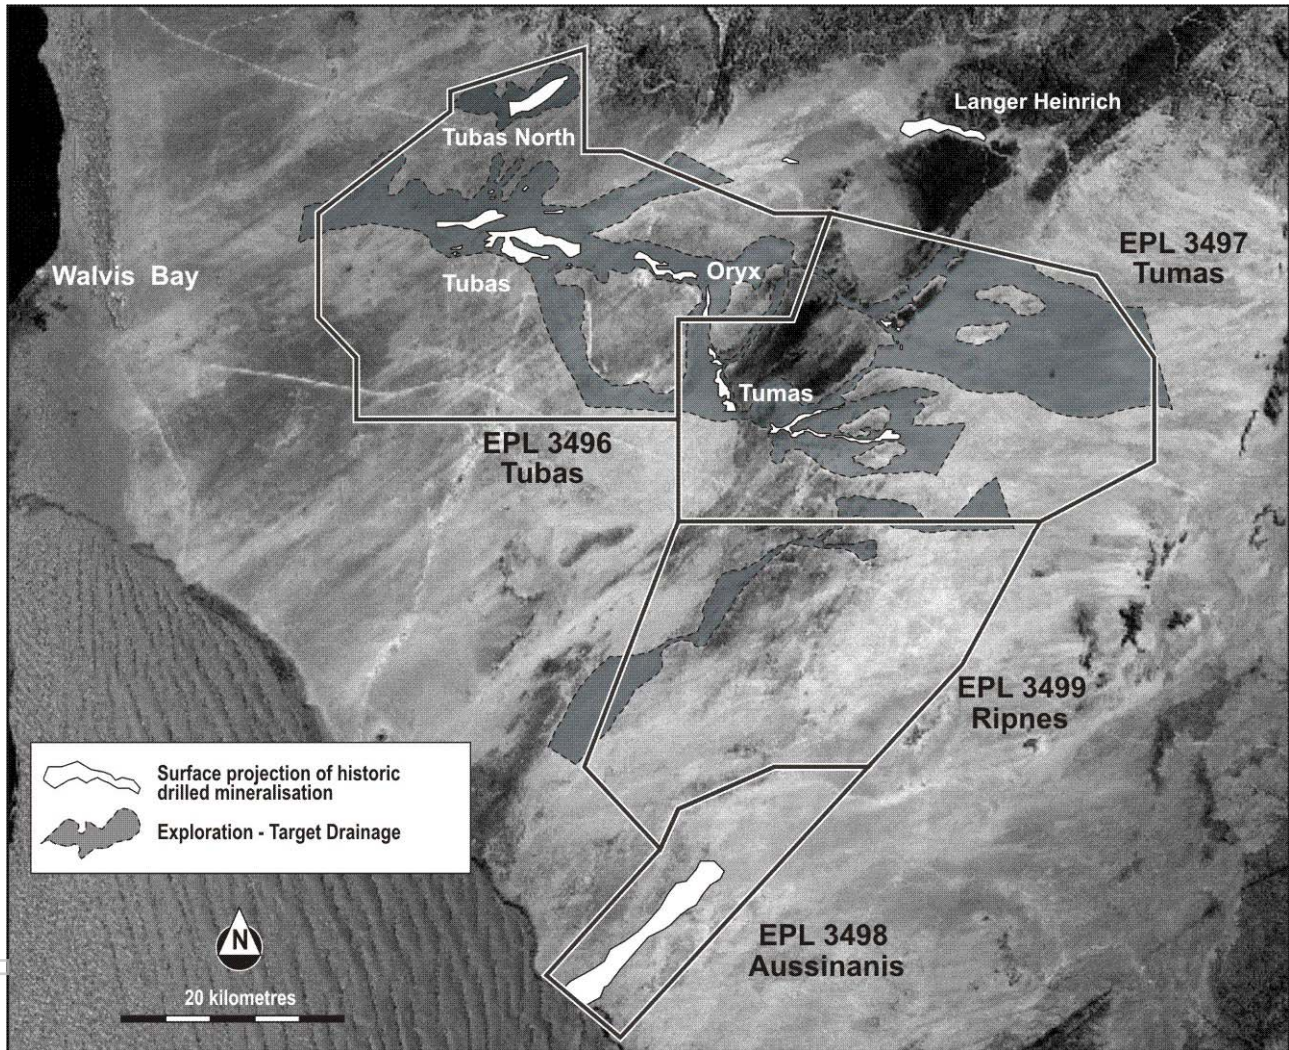 Langer Heinrich
Tubas North
EPL 3497
Tumas
Walvis Bay
Oryx
Tubas
Tumas
EPL 3496
Tubas
EPL 3499
Ripnes
Surface projection of historic
drilled mineralisation
Exploration - Target Drainage
EPL 3498
Aussinanis
N
20 kilometres